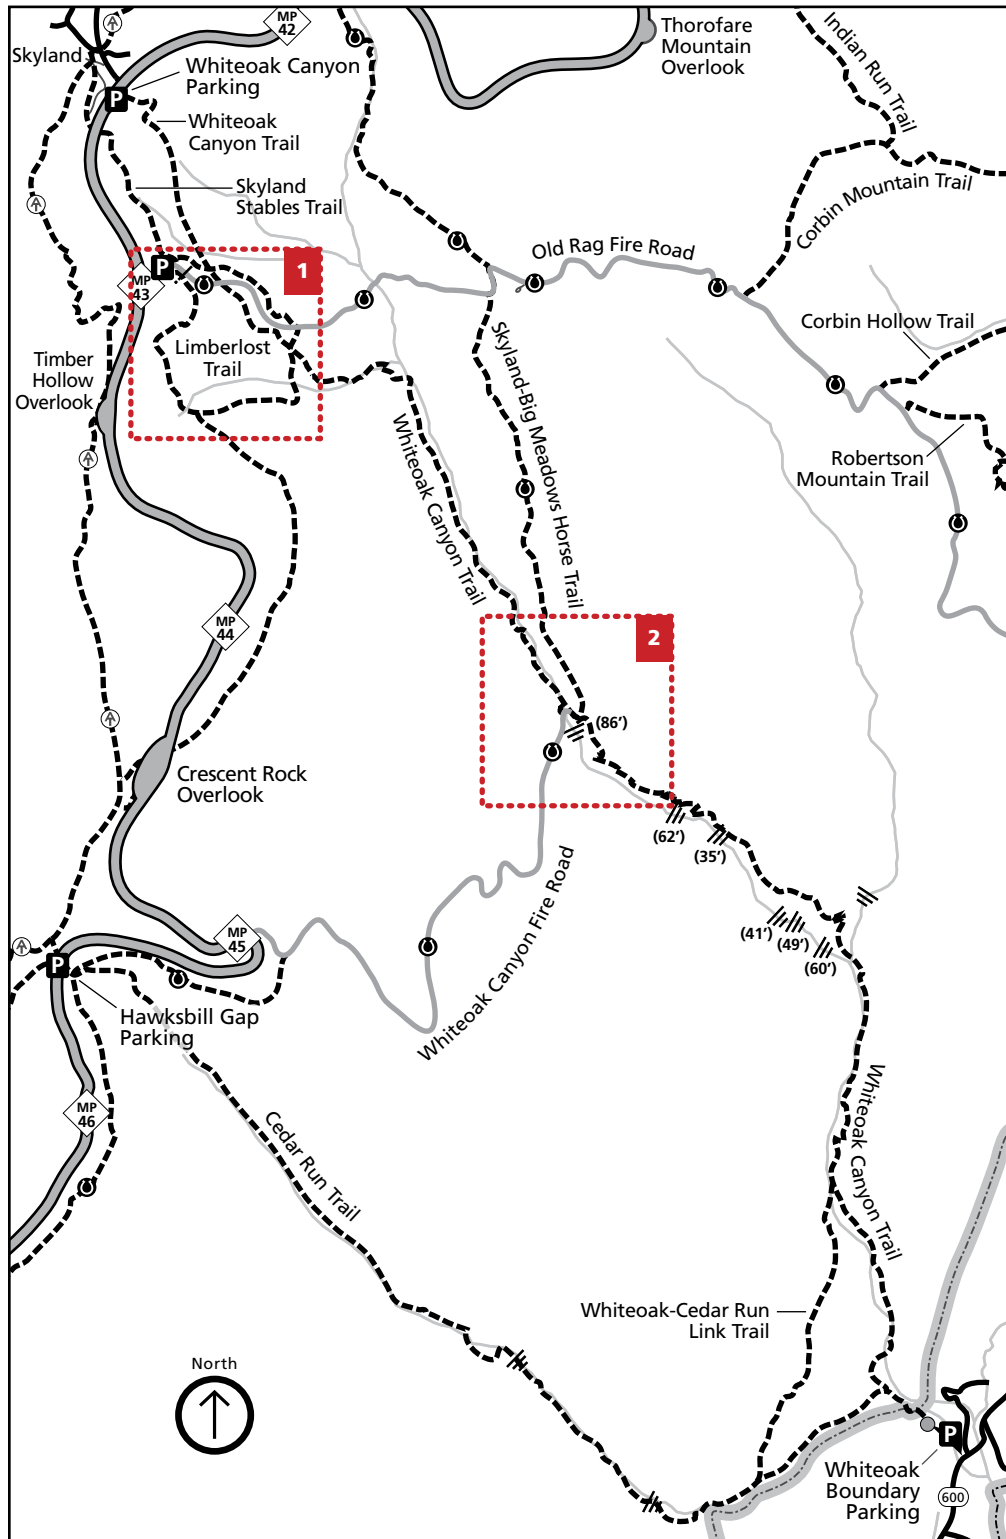 MP
42
Thorofare
Mountain
Overlook
Indian Run Trail
Skyland
Whiteoak Canyon
Parking
P
Whiteoak
Canyon Trail
Skyland
Stables Trail
Corbin Mountain Trail
Old Rag Fire Road
1
P
MP
43
Corbin Hollow Trail
Limberlost
Trail
Timber
Hollow
Overlook
Skyland-Big Meadows Horse Trail
Whiteoak Canyon Trail
Robertson
Mountain Trail
MP
44
2
(86’)
Crescent Rock
Overlook
(62’)
(35’)
(41’)
(49’)
(60’)
Whiteoak Canyon Fire Road
MP
45
P
Hawksbill Gap
Parking
MP
46
Cedar Run Trail
Whiteoak Canyon Trail
Whiteoak-Cedar Run
Link Trail
North
P
Whiteoak
Boundary
Parking
600